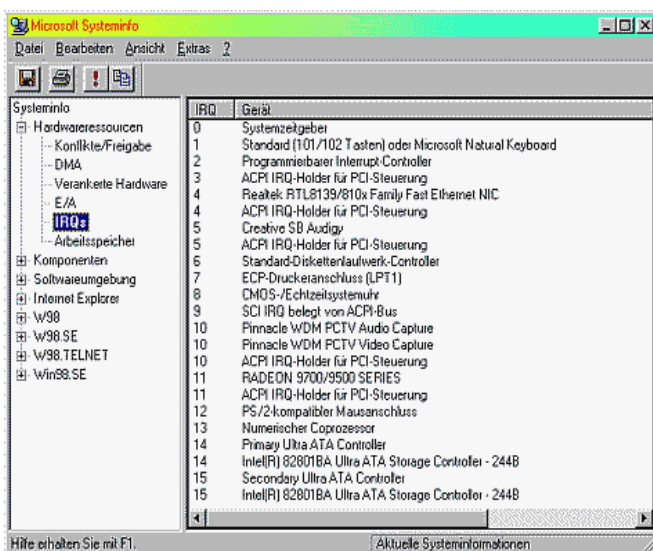 Microsoft Systeminfo
Datei Bearbeiten Ansicht Extras ?
Systeminfo
Hardwareressourcen
Konflikte/Freigabe
DMA
Verankerte Hardware
E/A
IRQs
Arbeitsspeicher
Komponenten
Softwareumgebung
Internet Explorer
W98
W98.SE
W98.TELNET
Win98.SE
IRQ Gerät
0 Systemzeitgeber
1 Standard (101/102 Tasten) oder Microsoft Natural Keyboard
2 Programmierbarer Interrupt-Controller
3 ACPI IRQ-Holder für PCI-Steuerung
4 Realtek RTL8139/810x Family Fast Ethernet NIC
4 ACPI IRQ-Holder für PCI-Steuerung
5 Creative SB Audigy
5 ACPI IRQ-Holder für PCI-Steuerung
6 Standard-Diskettenlaufwerk-Controller
7 ECP-Druckeranschluss (LPT1)
8 CMOS-/Echtzeitsystemuhr
9 SCI IRQ belegt von ACPI-Bus
10 Pinnacle WDM PCTV Audio Capture
10 Pinnacle WDM PCTV Video Capture
10 ACPI IRQ-Holder für PCI-Steuerung
11 RADEON 9700/9500 SERIES
11 ACPI IRQ-Holder für PCI-Steuerung
12 PS/2-kompatibler Mausanschluss
13 Numerischer Coprozessor
14 Primary Ultra ATA Controller
14 Intel(R) 82801BA Ultra ATA Storage Controller - 244B
15 Secondary Ultra ATA Controller
15 Intel(R) 82801BA Ultra ATA Storage Controller - 244B
Hilfe erhalten Sie mit F1. Aktuelle Systeminformationen